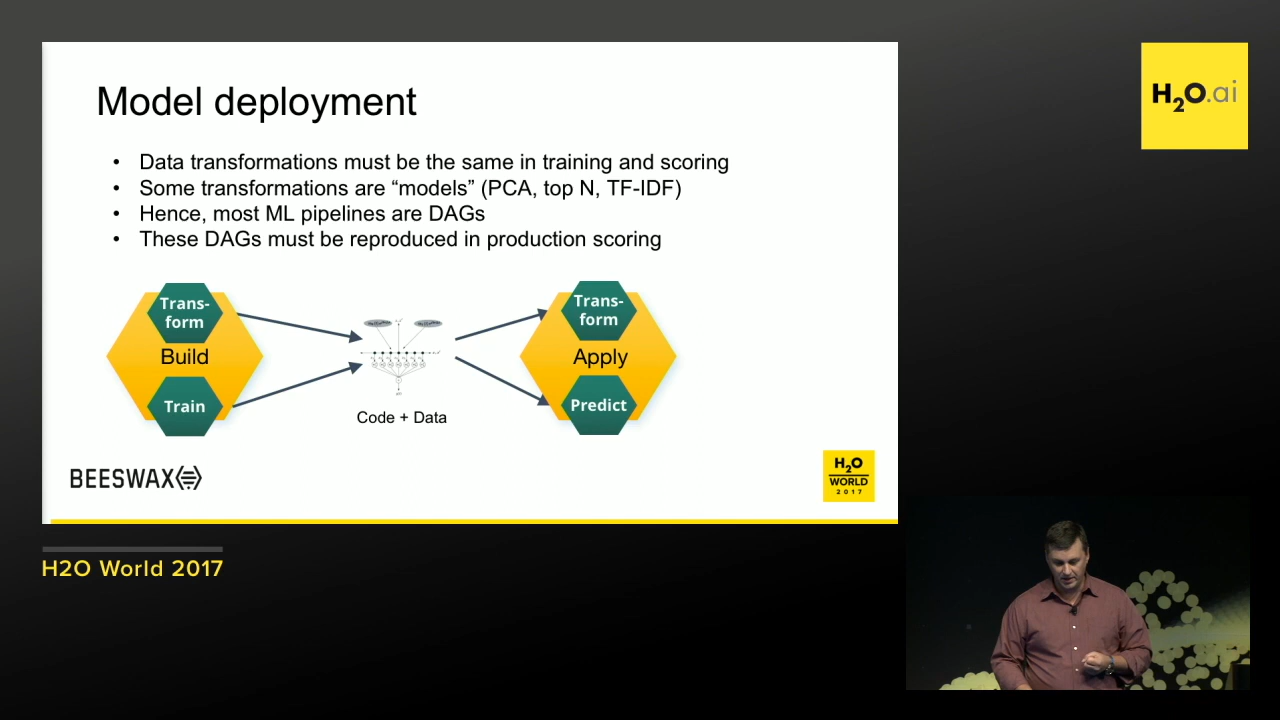 Model deployment
• Data transformations must be the same in training and scoring
• Some transformations are “models” (PCA, top N, TF-IDF)
• Hence, most ML pipelines are DAGs
• These DAGs must be reproduced in production scoring
Trans-
form
Build
Train
Code + Data
Trans-
form
Apply
Predict
BEESWAX
H2O
WORLD
2017
H2O.ai
H2O World 2017